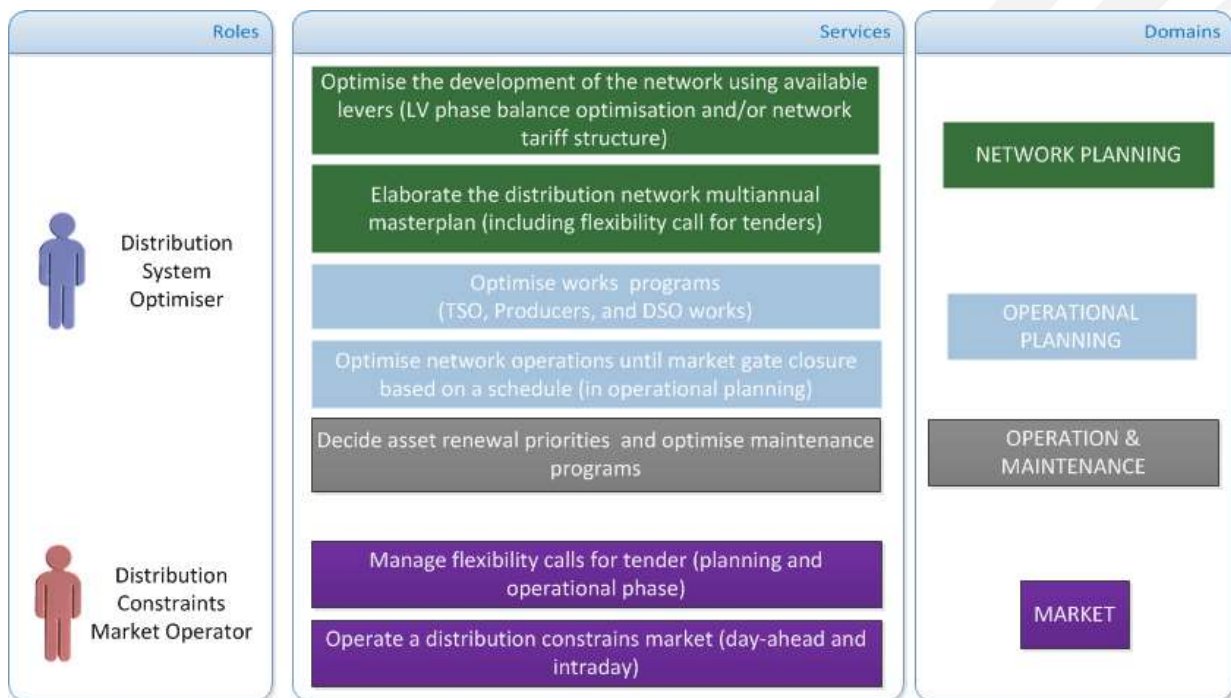 Roles
Services
Domains
Distribution
System
Optimiser
Optimise the development of the network using available
levers (LV phase balance optimisation and/or network
tariff structure)
NETWORK PLANNING
Elaborate the distribution network multiannual
masterplan (including flexibility call for tenders)
Optimise works programs
(TSO, Producers, and DSO works)
OPERATIONAL
PLANNING
Optimise network operations until market gate closure
based on a schedule (in operational planning)
Decide asset renewal priorities and optimise maintenance
programs
OPERATION &
MAINTENANCE
Distribution
Constraints
Market Operator
Manage flexibility calls for tender (planning and
operational phase)
MARKET
Operate a distribution constrains market (day-ahead and
intraday)